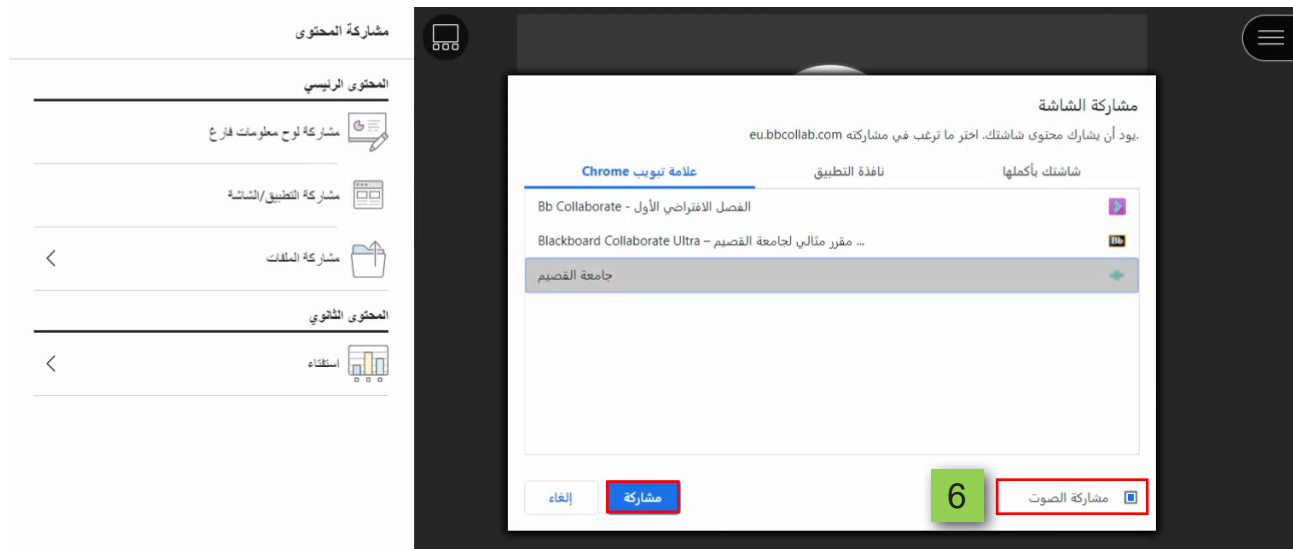 مشاركة المحتوى
المحتوى الرئيسي
مشاركة لوح معلومات فارغ
مشاركة التطبيق/الشاشة
مشاركة الملفات
المحتوى الثانوي
استفتاء
مشاركة الشاشة
يود أن يشارك محتوى شاشتك. اختر ما ترغب في مشاركته eu.bbcollab.com.
شاشتك بأكملها
نافذة التطبيق
علامة تبويب Chrome
الفصل الافتراضي الأول - Bb Collaborate
Blackboard Collaborate Ultra – مقرر مثالي لجامعة القصيم ...
Bb
جامعة القصيم
مشاركة الصوت
6
مشاركة
إلغاء